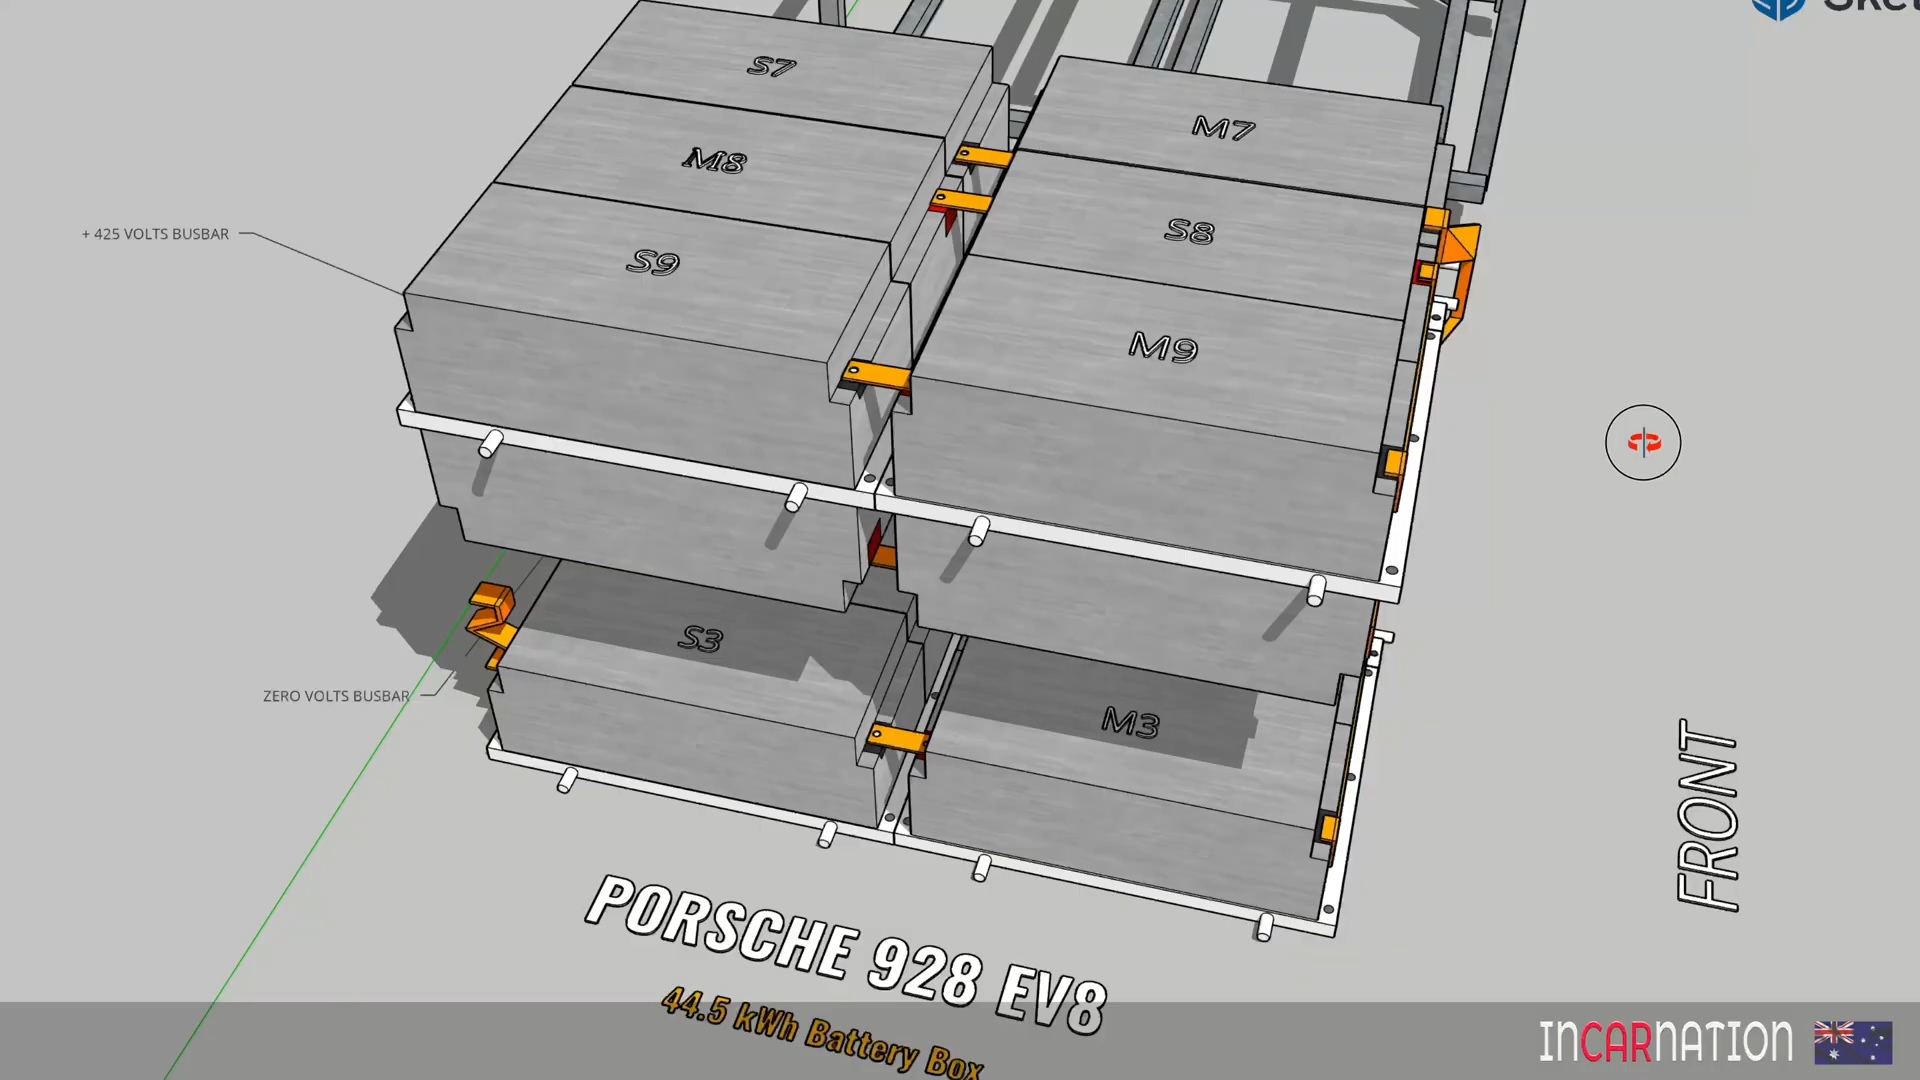 S7
M7
M8
S8
+ 425 VOLTS BUSBAR
S9
M9
S3
ZERO VOLTS BUSBAR
M3
FRONT
PORSCHE 928 EV8
44.5 kWh Battery Box
INCARNATION